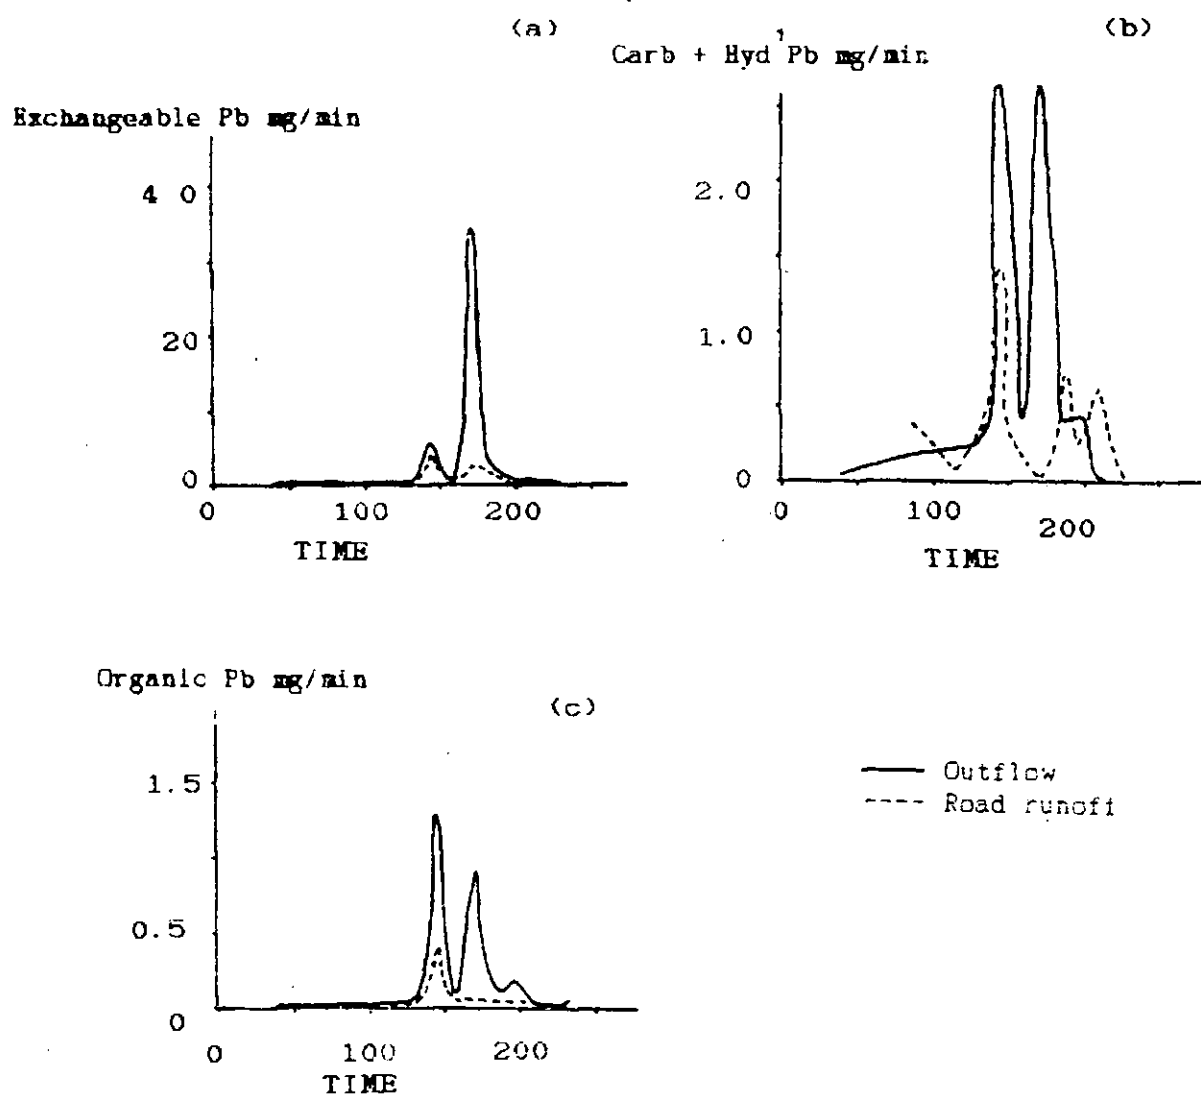 (a)
Exchangeable Pb mg/min
4 0
20
0
0 100 200
TIME
(b)
Carb + Hyd Pb mg/min
2.0
1.0
0
0 100 200
TIME
Organic Pb mg/min
(c)
1.5
0.5
0
0 100 200
TIME
Outflow
Road runoff